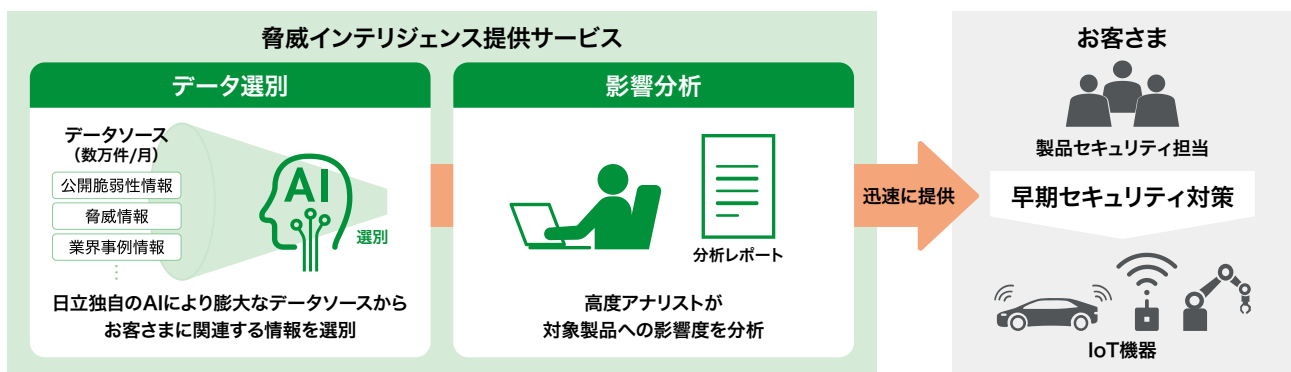 脅威インテリジェンス提供サービス
データ選別
データソース
（数万件/月）
公開脆弱性情報
脅威情報
業界事例情報
⋮
AI
選別
日立独自のAIにより膨大なデータソースから
お客さまに関連する情報を選別
影響分析
分析レポート
高度アナリストが
対象製品への影響度を分析
迅速に提供
お客さま
製品セキュリティ担当
早期セキュリティ対策
IoT機器